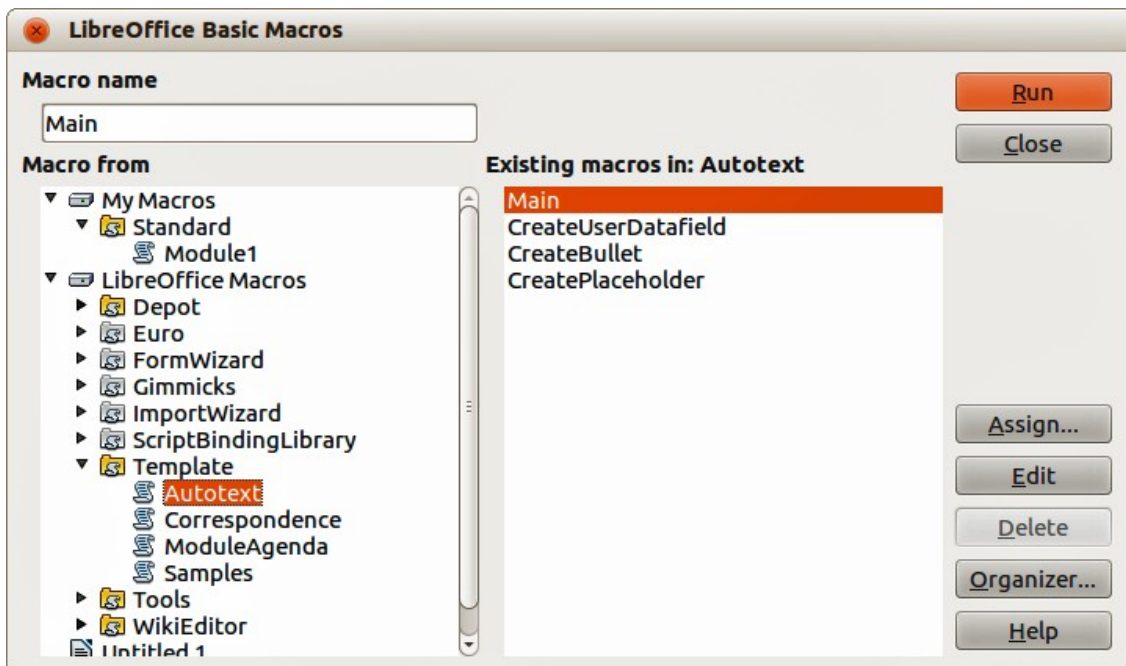 LibreOffice Basic Macros
Macro name
Main
Macro from
My Macros
Standard
Module1
LibreOffice Macros
Depot
Euro
FormWizard
Gimmicks
ImportWizard
ScriptBindingLibrary
Template
Autotext
Correspondence
ModuleAgenda
Samples
Tools
WikiEditor
Untitled 1
Existing macros in: Autotext
Main
CreateUserDatafield
CreateBullet
CreatePlaceholder
Run
Close
Assign...
Edit
Delete
Organizer...
Help